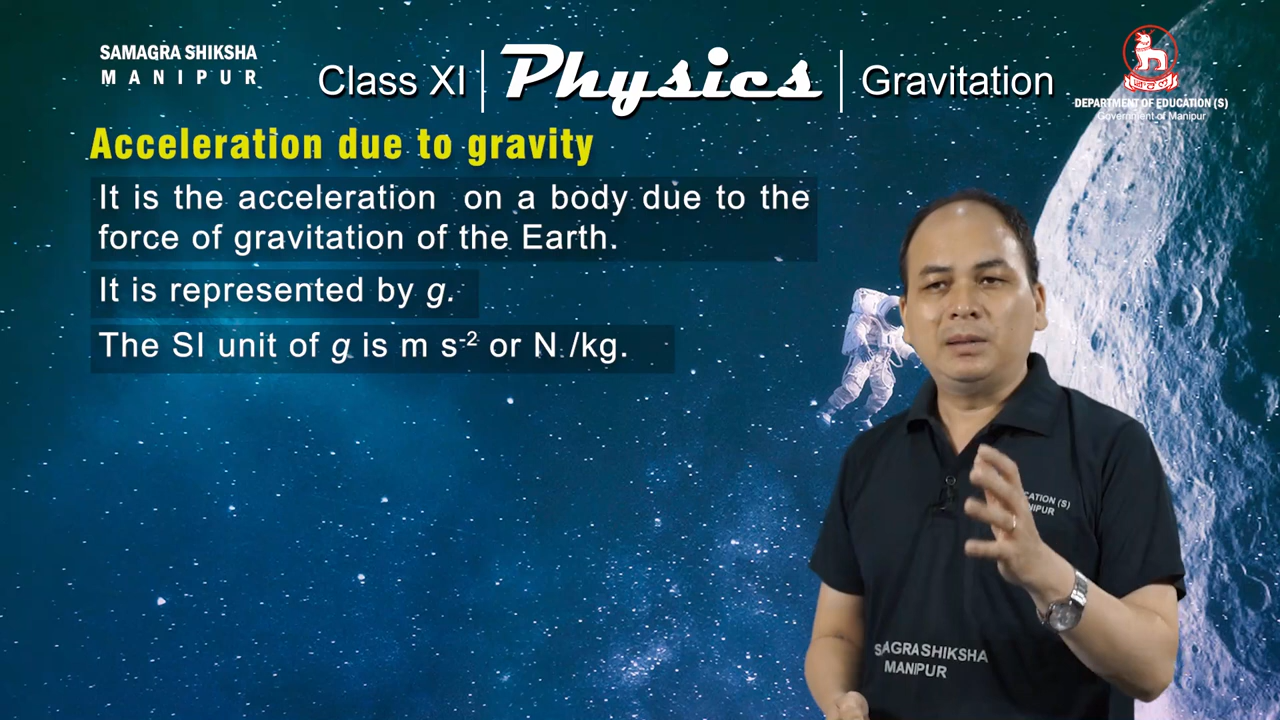 SAMAGRA SHIKSHA
MANIPUR
Class XI
Physics
Gravitation
DEPARTMENT OF EDUCATION (S)
Government of Manipur
Acceleration due to gravity
It is the acceleration on a body due to the
force of gravitation of the Earth.
It is represented by g.
The SI unit of g is m s⁻² or N /kg.
CATION (S)
NIPUR
SAGRASHIKSHA
MANIPUR